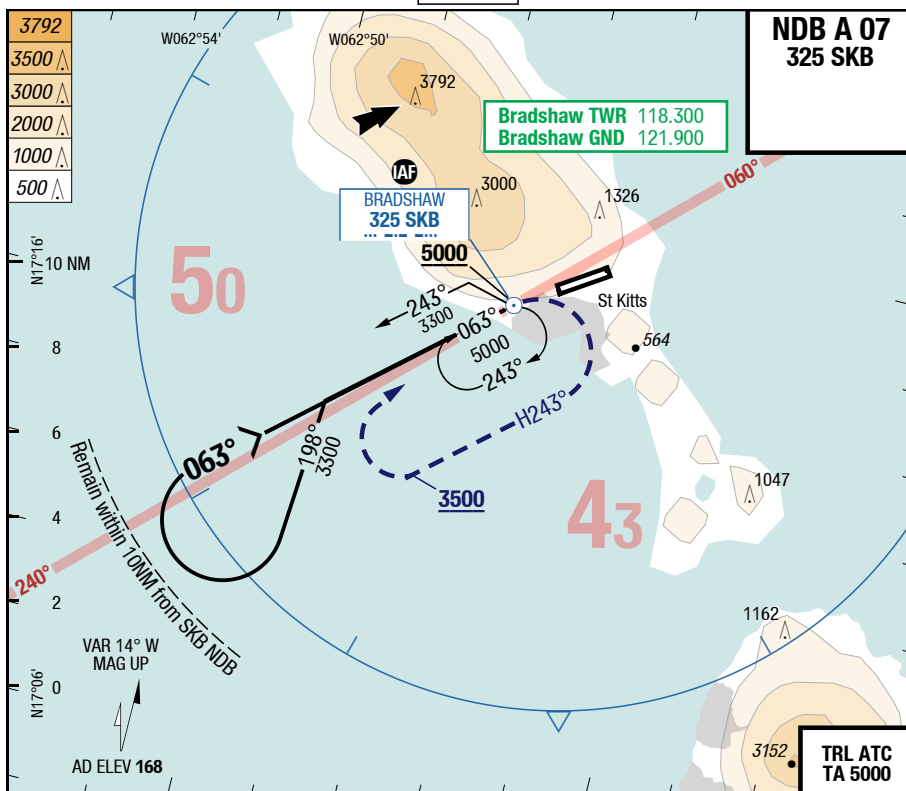 3792
3500
3000
2000
1000
500
W062°54'
W062°50'
NDB A 07
325 SKB
3792
Bradshaw TWR 118.300
Bradshaw GND 121.900
IAF
BRADSHAW
325 SKB
3000
1326
060°
5000
N17°16'
10 NM
50
243°
3300
063°
5000
243°
St Kitts
564
8
6
4
2
0
063°
198°
3300
H243°
3500
1047
43
Remain within 10NM from SKB NDB
240°
1162
VAR 14° W
MAG UP
N17°06'
AD ELEV 168
3152
TRL ATC
TA 5000